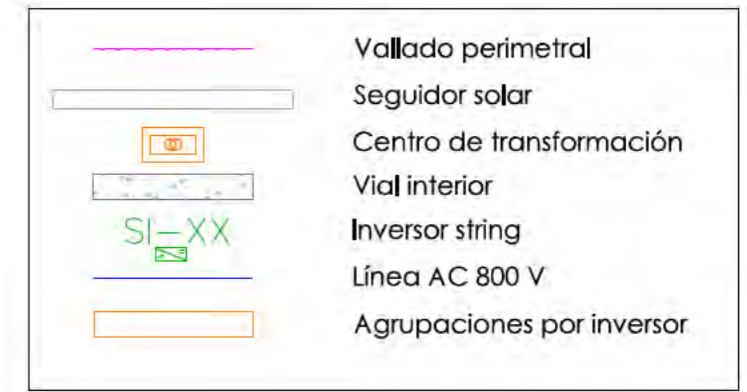 Vallado perimetral
Seguidor solar
Centro de transformación
Vial interior
SI-XX Inversor string
Línea AC 800 V
Agrupaciones por inversor